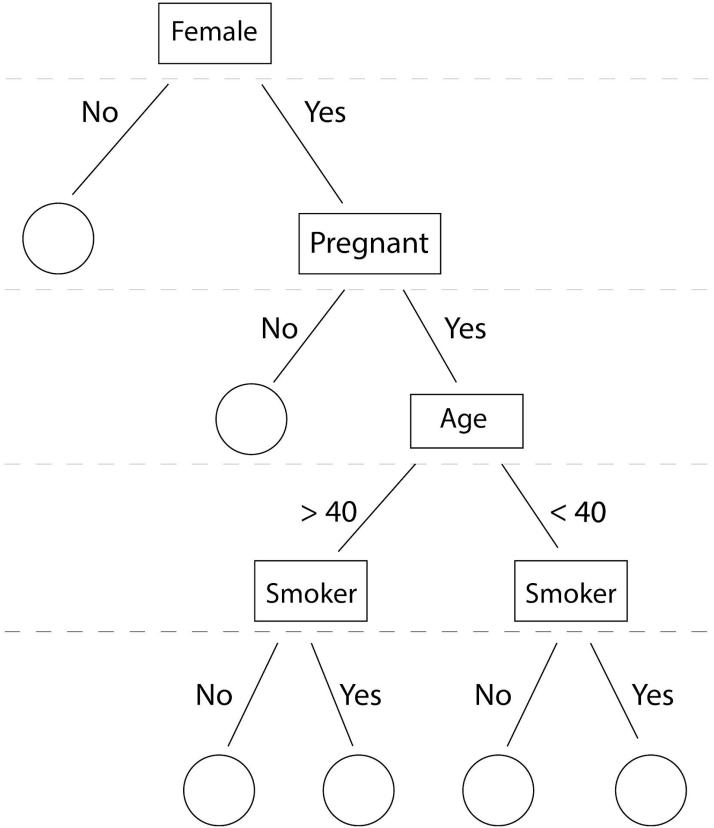 Female
No
Yes
Pregnant
No
Yes
Age
> 40
< 40
Smoker
Smoker
No
Yes
No
Yes